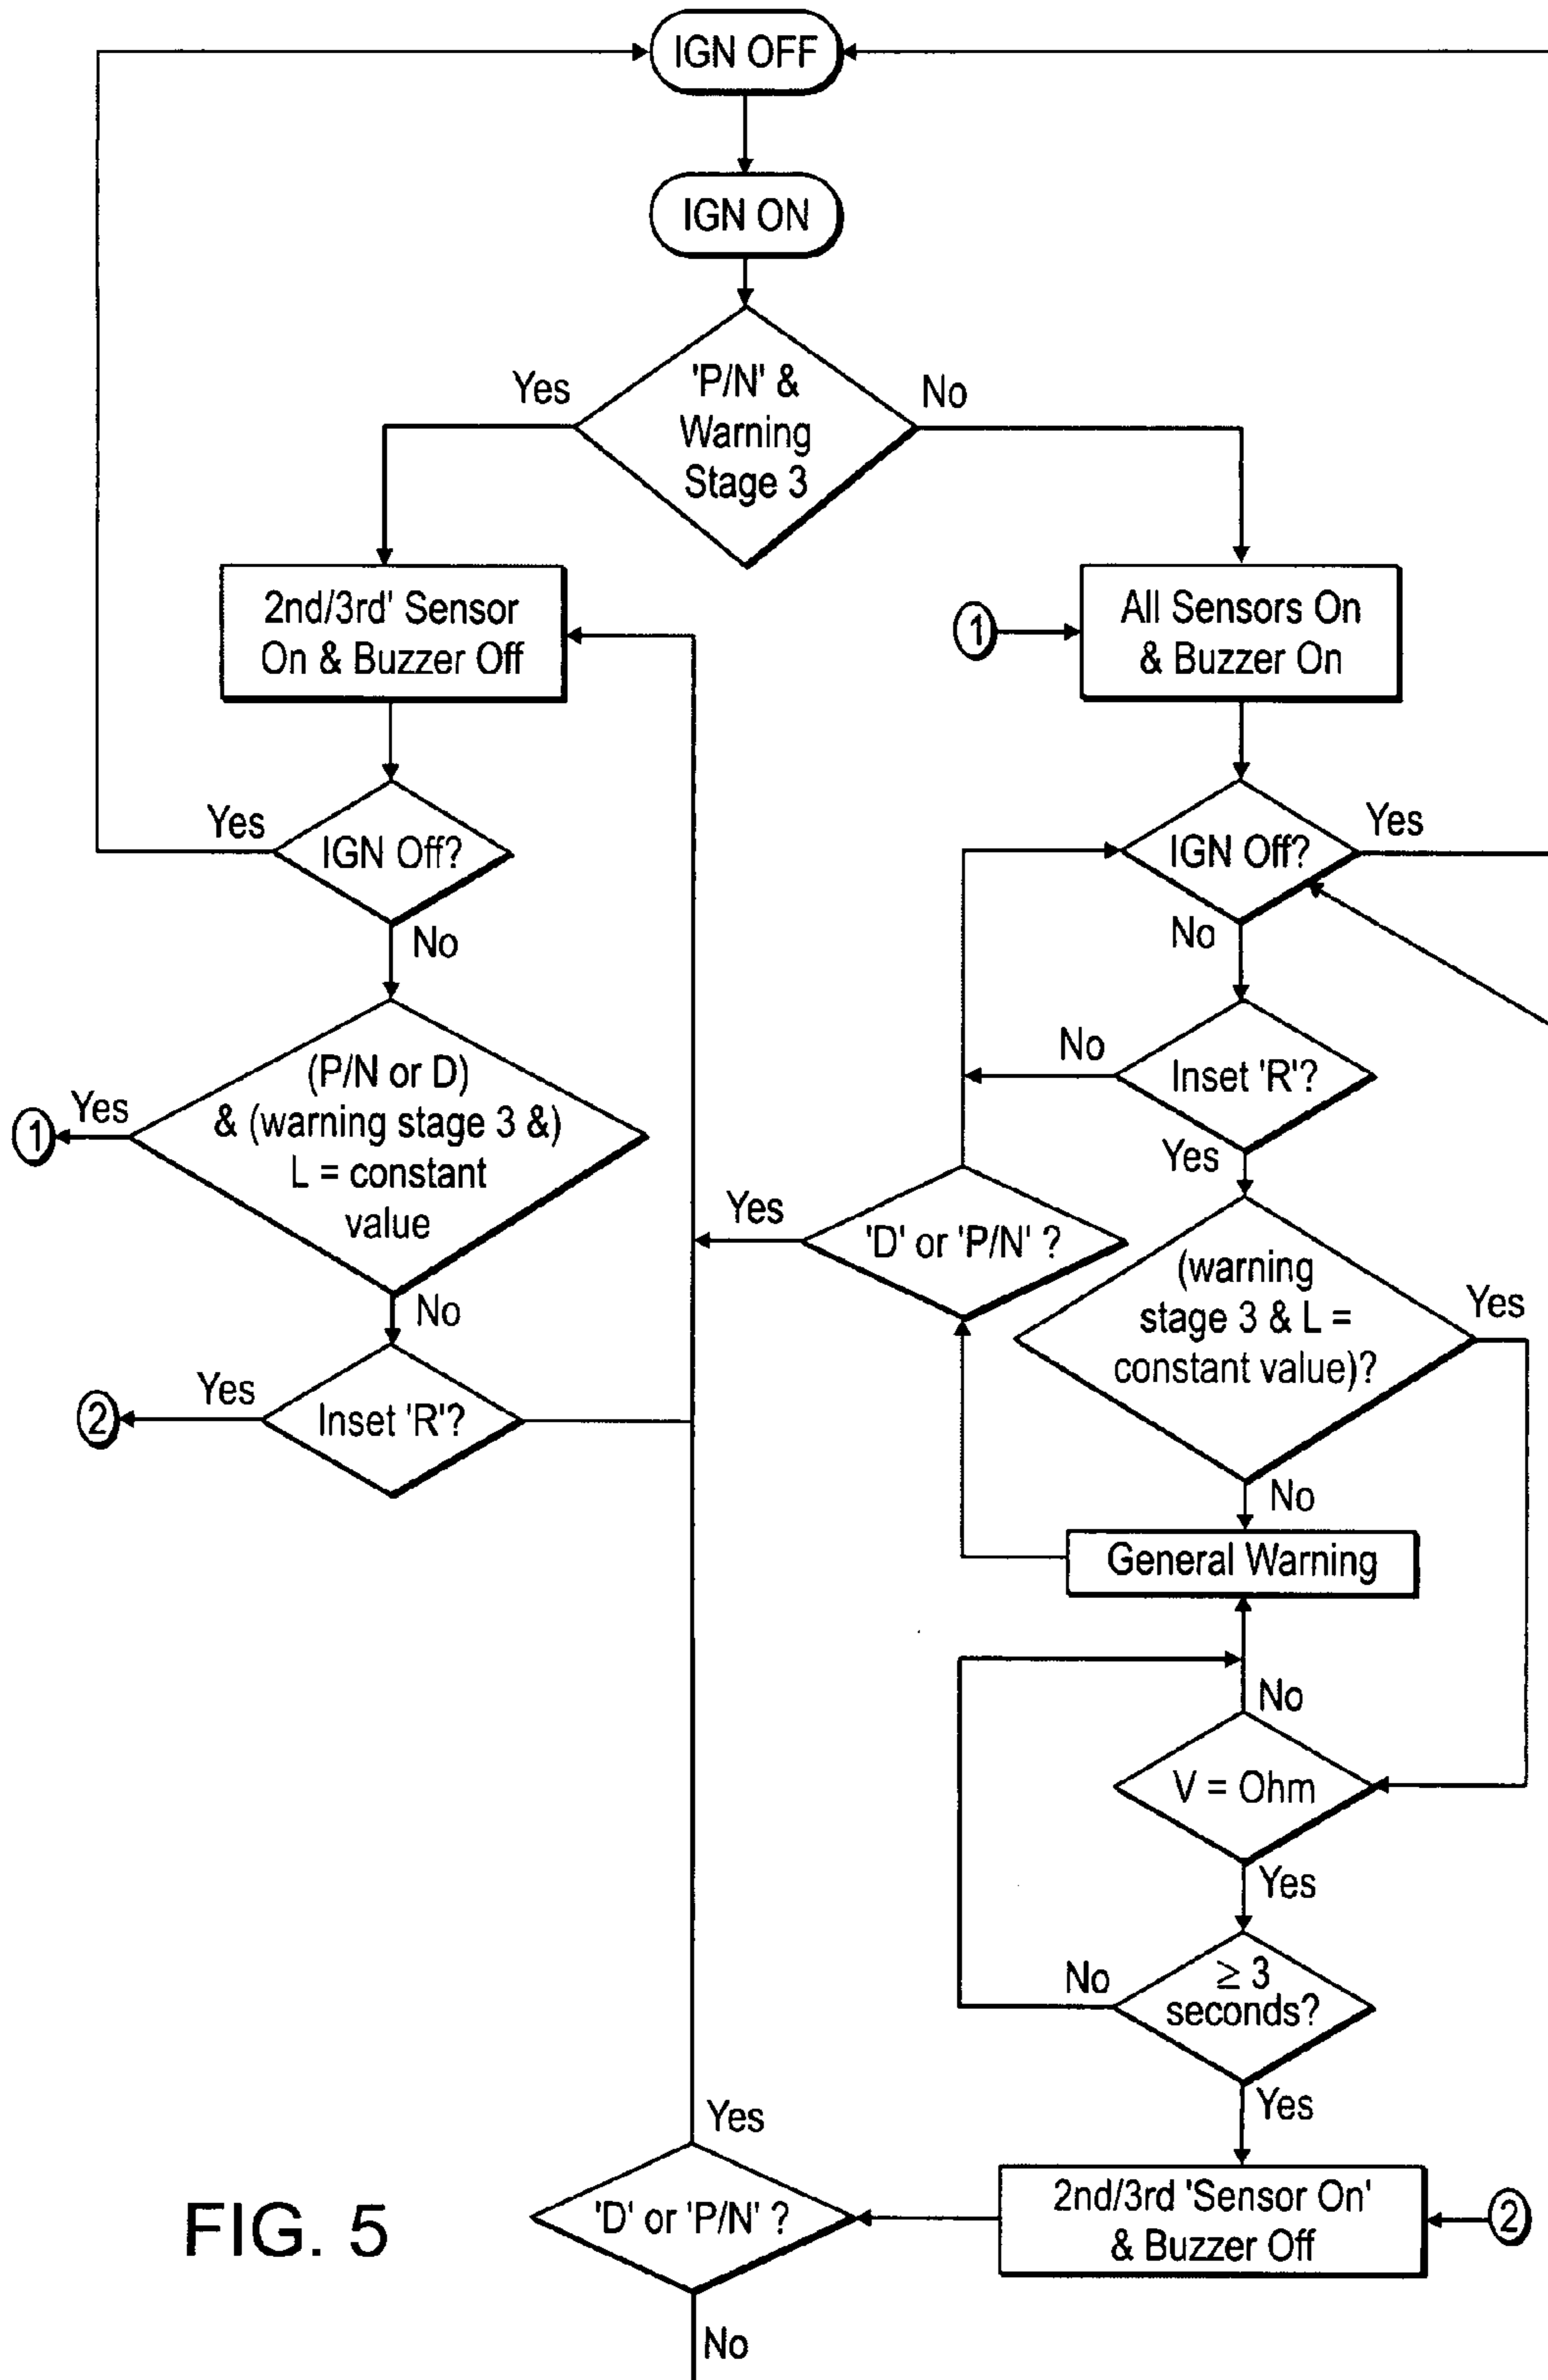 IGN OFF
IGN ON
'P/N' &
Warning
Stage 3
Yes
No
2nd/3rd' Sensor
On & Buzzer Off
1
All Sensors On
& Buzzer On
Yes
IGN Off?
No
IGN Off?
Yes
No
(P/N or D)
& (warning stage 3 &)
L = constant
value
Yes
1
No
Inset 'R'?
No
Yes
Yes
'D' or 'P/N' ?
(warning
stage 3 & L =
constant value)?
Yes
No
Yes
2
Inset 'R'?
General Warning
No
V = Ohm
Yes
≥ 3
seconds?
No
Yes
2nd/3rd 'Sensor On'
& Buzzer Off
2
Yes
'D' or 'P/N' ?
No
FIG. 5